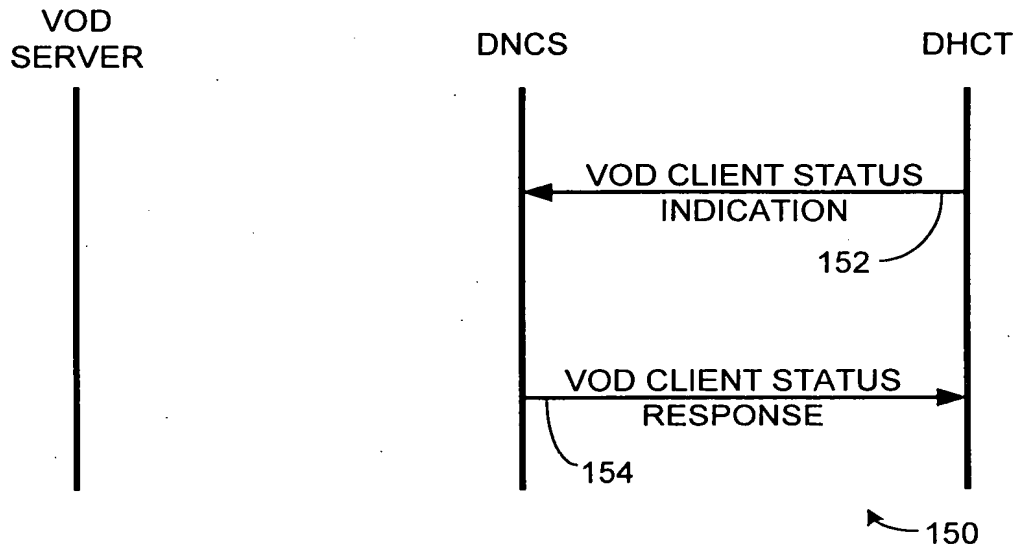 VOD
SERVER
DNCS
DHCT
VOD CLIENT STATUS
INDICATION
152
VOD CLIENT STATUS
RESPONSE
154
150